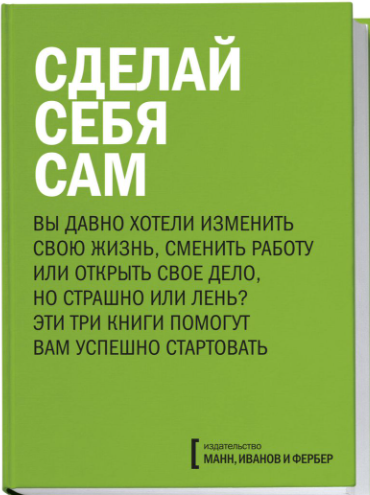 СДЕЛАЙ
СЕБЯ
САМ
ВЫ ДАВНО ХОТЕЛИ ИЗМЕНИТЬ
СВОЮ ЖИЗНЬ, СМЕНИТЬ РАБОТУ
ИЛИ ОТКРЫТЬ СВОЕ ДЕЛО,
НО СТРАШНО ИЛИ ЛЕНЬ?
ЭТИ ТРИ КНИГИ ПОМОГУТ
ВАМ УСПЕШНО СТАРТОВАТЬ
издательство
МАНН, ИВАНОВ И ФЕРБЕР